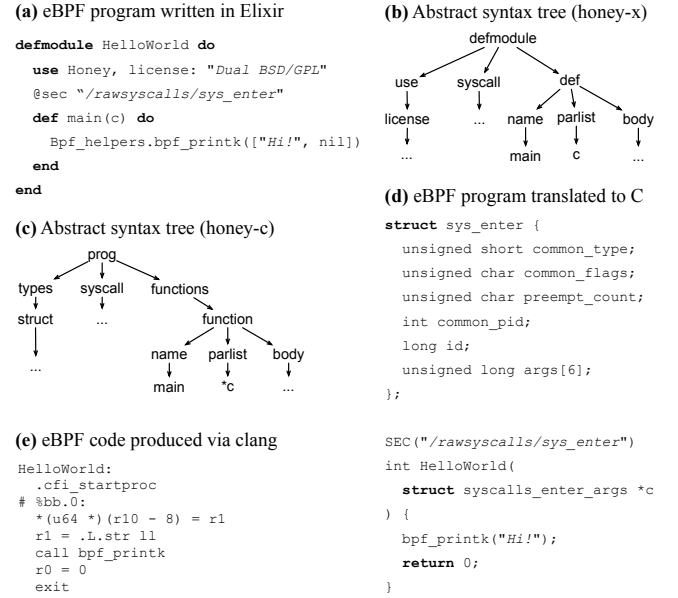 (a) eBPF program written in Elixir
defmodule HelloWorld do
use Honey, license: "Dual BSD/GPL"
@sec "/rawsyscalls/sys_enter"
def main(c) do
Bpf_helpers.bpf_printk(["Hi!", nil])
end
end
(b) Abstract syntax tree (honey-x)
defmodule
use syscall def
license ... name parlist body
... main c ...
(c) Abstract syntax tree (honey-c)
prog
types syscall functions
struct ... function
... name parlist body
main *c ...
(d) eBPF program translated to C
struct sys_enter {
unsigned short common_type;
unsigned char common_flags;
unsigned char preempt_count;
int common_pid;
long id;
unsigned long args[6];
};
SEC("/rawsyscalls/sys_enter")
int HelloWorld(
struct syscalls_enter_args *c
) {
bpf_printk("Hi!");
return 0;
}
(e) eBPF code produced via clang
HelloWorld:
.cfi_startproc
# %bb.0:
*(u64 *)(r10 - 8) = r1
r1 = .L.str ll
call bpf_printk
r0 = 0
exit